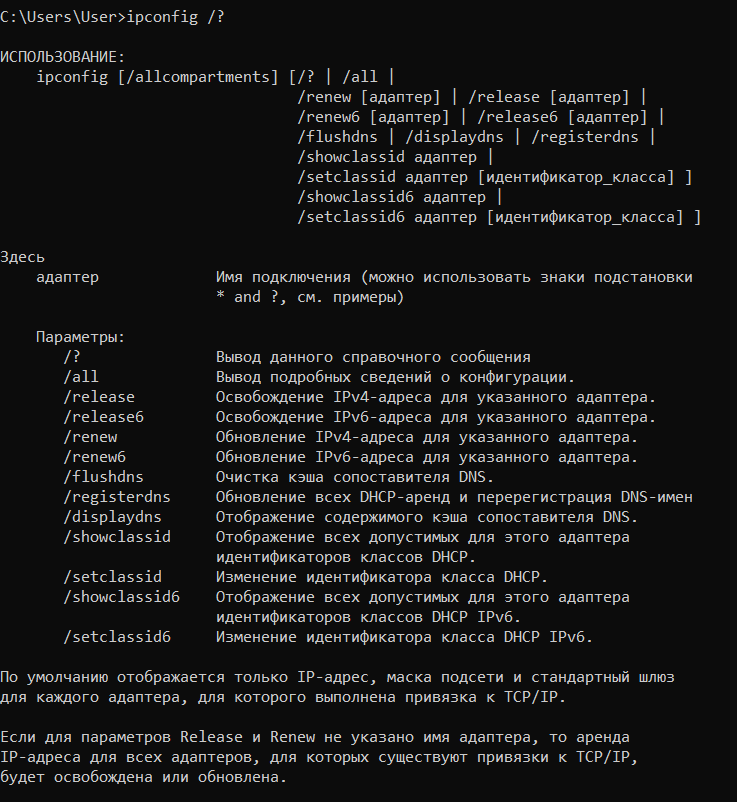 C:\Users\User>ipconfig /?
ИСПОЛЬЗОВАНИЕ:
ipconfig [/allcompartments] [/? | /all |
/renew [адаптер] | /release [адаптер] |
/renew6 [адаптер] | /release6 [адаптер] |
/flushdns | /displaydns | /registerdns |
/showclassid адаптер |
/setclassid адаптер [идентификатор_класса] ]
/showclassid6 адаптер |
/setclassid6 адаптер [идентификатор_класса] ]
Здесь
адаптер Имя подключения (можно использовать знаки подстановки
* and ?, см. примеры)
Параметры:
/? Вывод данного справочного сообщения
/all Вывод подробных сведений о конфигурации.
/release Освобождение IPv4-адреса для указанного адаптера.
/release6 Освобождение IPv6-адреса для указанного адаптера.
/renew Обновление IPv4-адреса для указанного адаптера.
/renew6 Обновление IPv6-адреса для указанного адаптера.
/flushdns Очистка кэша сопоставителя DNS.
/registerdns Обновление всех DHCP-аренд и перерегистрация DNS-имен
/displaydns Отображение содержимого кэша сопоставителя DNS.
/showclassid Отображение всех допустимых для этого адаптера
идентификаторов классов DHCP.
/setclassid Изменение идентификатора класса DHCP.
/showclassid6 Отображение всех допустимых для этого адаптера
идентификаторов классов DHCP IPv6.
/setclassid6 Изменение идентификатора класса DHCP IPv6.
По умолчанию отображается только IP-адрес, маска подсети и стандартный шлюз
для каждого адаптера, для которого выполнена привязка к TCP/IP.
Если для параметров Release и Renew не указано имя адаптера, то аренда
IP-адреса для всех адаптеров, для которых существуют привязки к TCP/IP,
будет освобождена или обновлена.